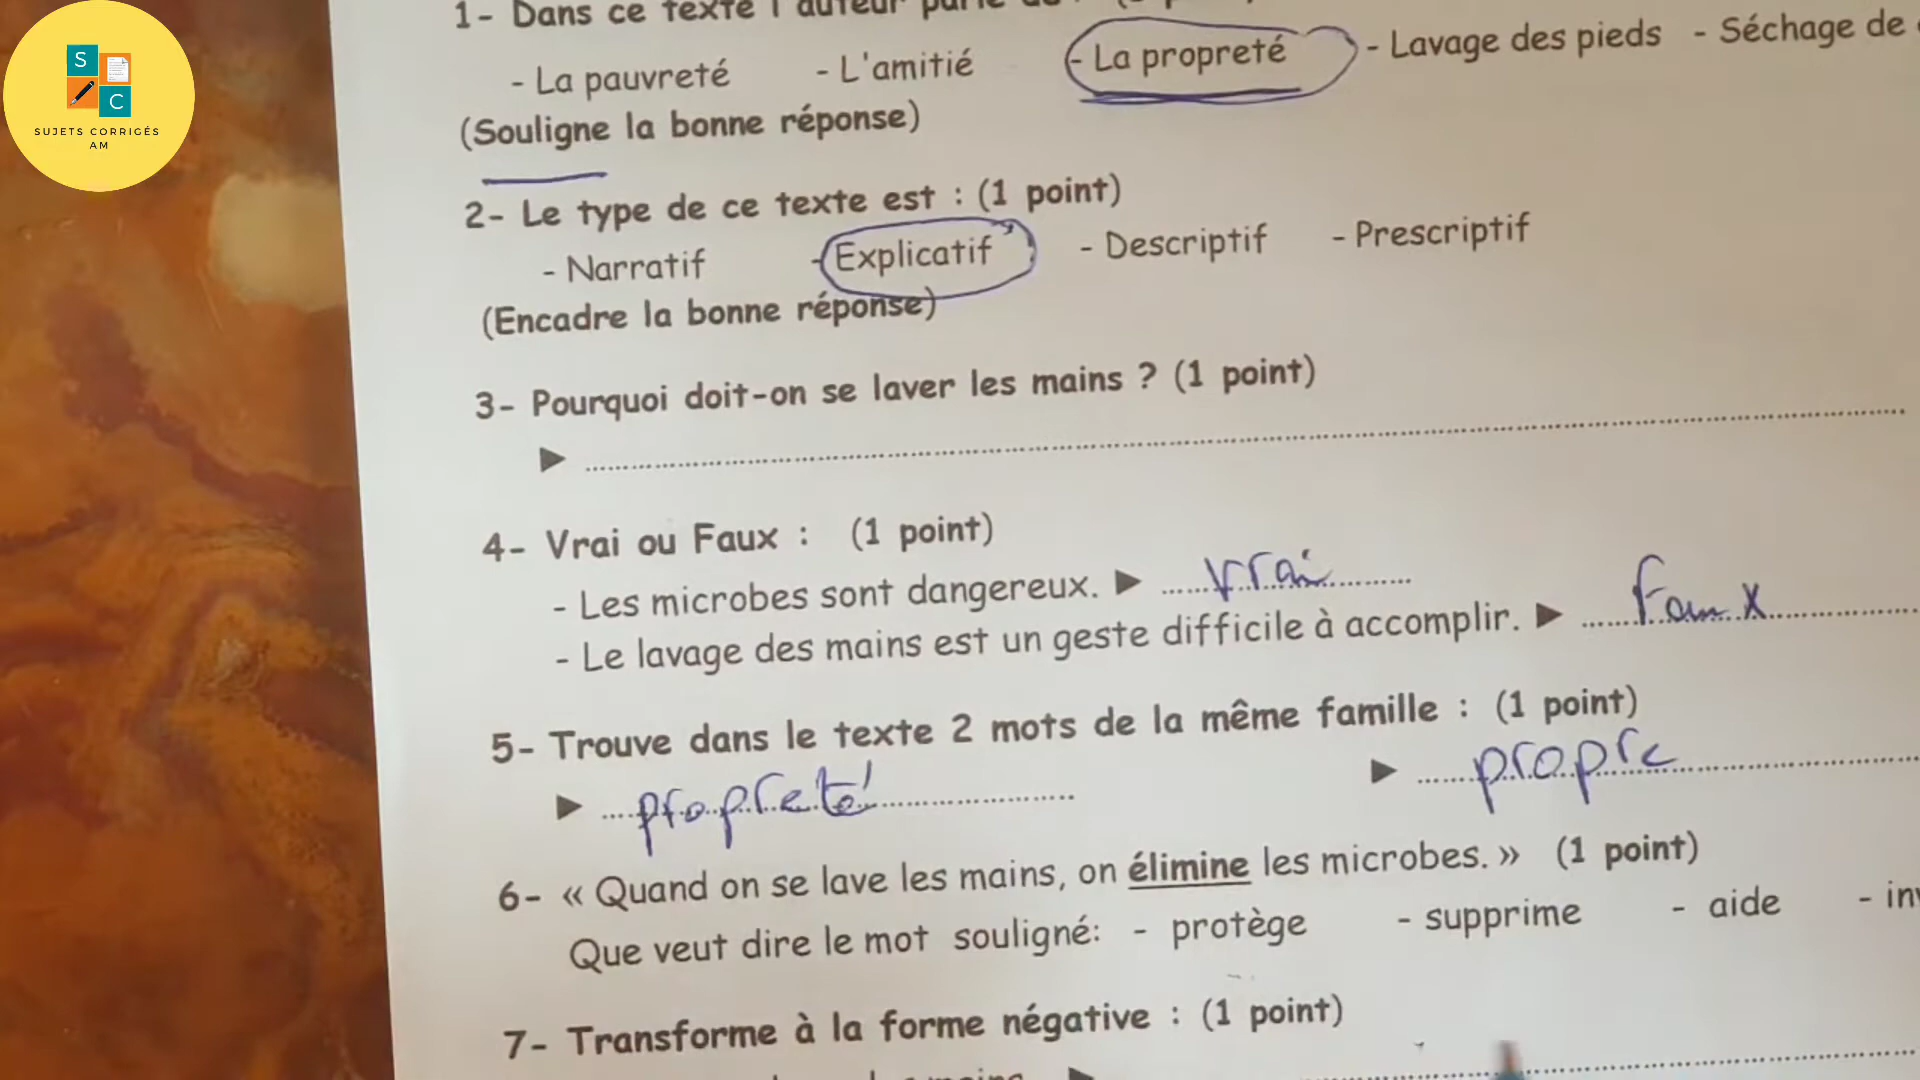 S
C
SUJETS CORRIGÉS
AM
1- Dans ce texte l'auteur parle
- La pauvreté - L'amitié - La propreté - Lavage des pieds - Séchage de
(Souligne la bonne réponse)
2- Le type de ce texte est : (1 point)
- Narratif - Explicatif - Descriptif - Prescriptif
(Encadre la bonne réponse)
3- Pourquoi doit-on se laver les mains ? (1 point)
4- Vrai ou Faux : (1 point)
- Les microbes sont dangereux. ► vrai
- Le lavage des mains est un geste difficile à accomplir. ► Faux
5- Trouve dans le texte 2 mots de la même famille : (1 point)
► propreté ► propre
6- « Quand on se lave les mains, on élimine les microbes. » (1 point)
Que veut dire le mot souligné: - protège - supprime - aide
7- Transforme à la forme négative : (1 point)